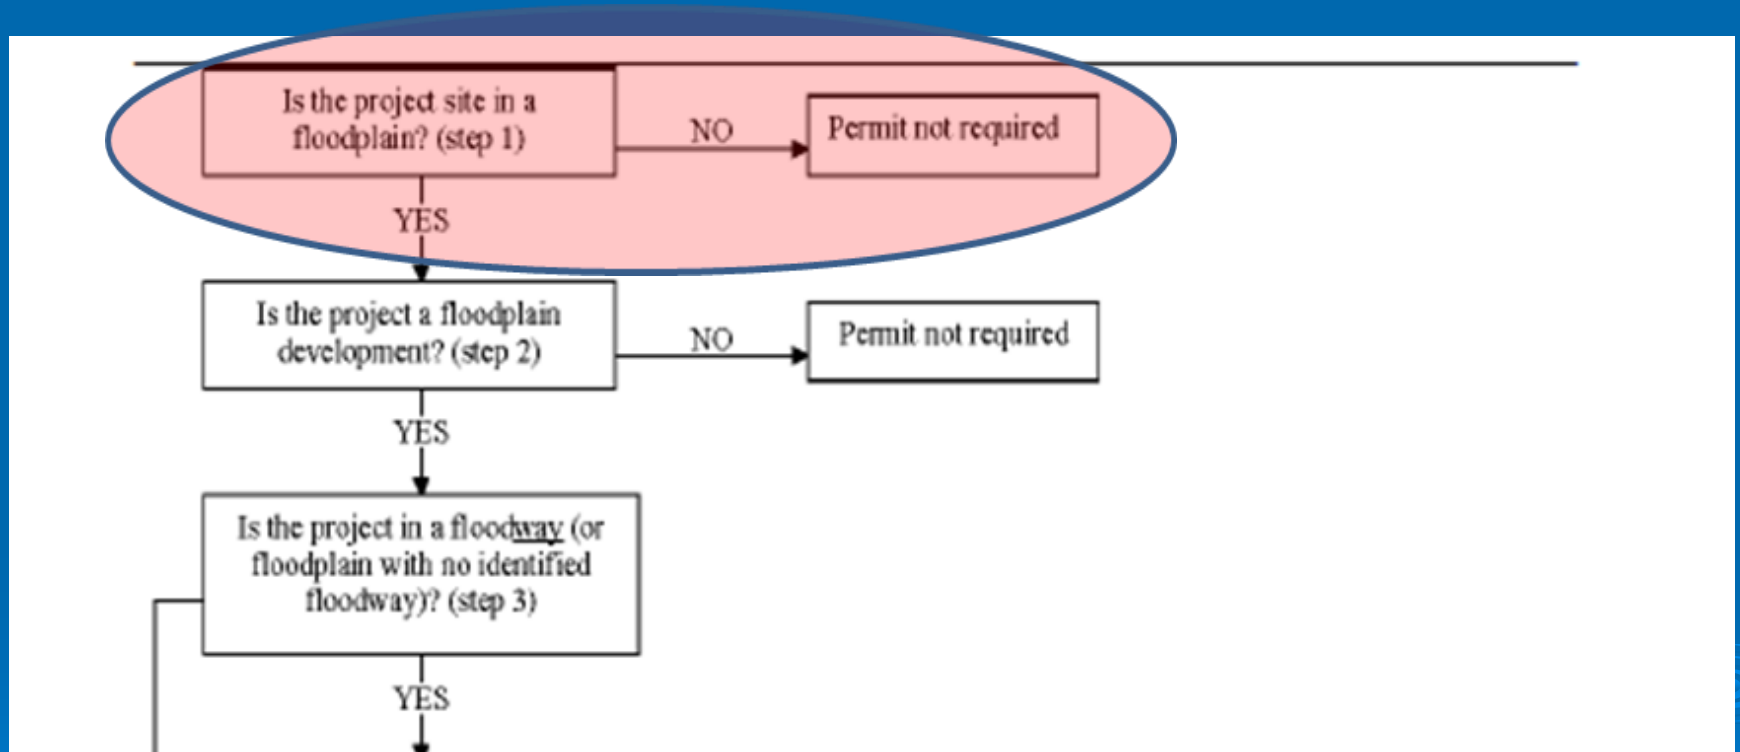 Is the project site in a
floodplain? (step 1)
NO
Permit not required
YES
Is the project a floodplain
development? (step 2)
NO
Permit not required
YES
Is the project in a floodway (or
floodplain with no identified
floodway)? (step 3)
YES